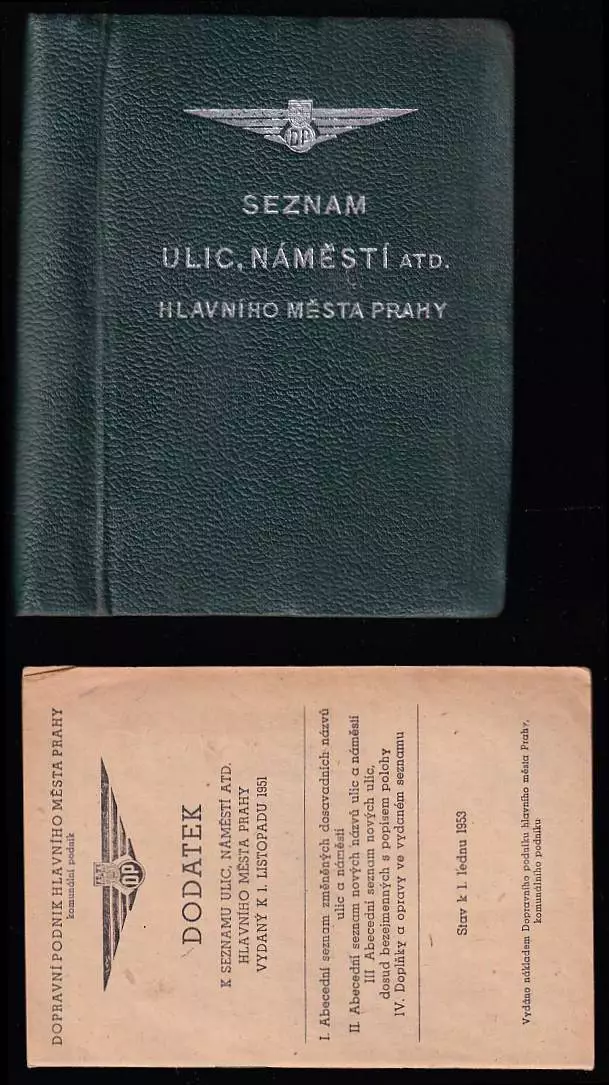 DP
SEZNAM
ULIC, NÁMĚSTÍ ATD.
HLAVNÍHO MĚSTA PRAHY
DOPRAVNÍ PODNIK HLAVNÍHO MĚSTA PRAHY
komunální podnik
DP
DODATEK
K SEZNAMU ULIC, NÁMĚSTÍ ATD.
HLAVNÍHO MĚSTA PRAHY
VYDANÝ K 1. LISTOPADU 1951
I. Abecední seznam změněných dosavadních názvů
ulic a náměstí
II. Abecední seznam nových názvů ulic a náměstí
III Abecední seznam nových ulic,
dosud bezejmenných s popisem polohy
IV. Doplňky a opravy ve vydaném seznamu
Stav k 1. lednu 1953
Vydáno nákladem Dopravního podniku hlavního města Prahy,
komunálního podniku